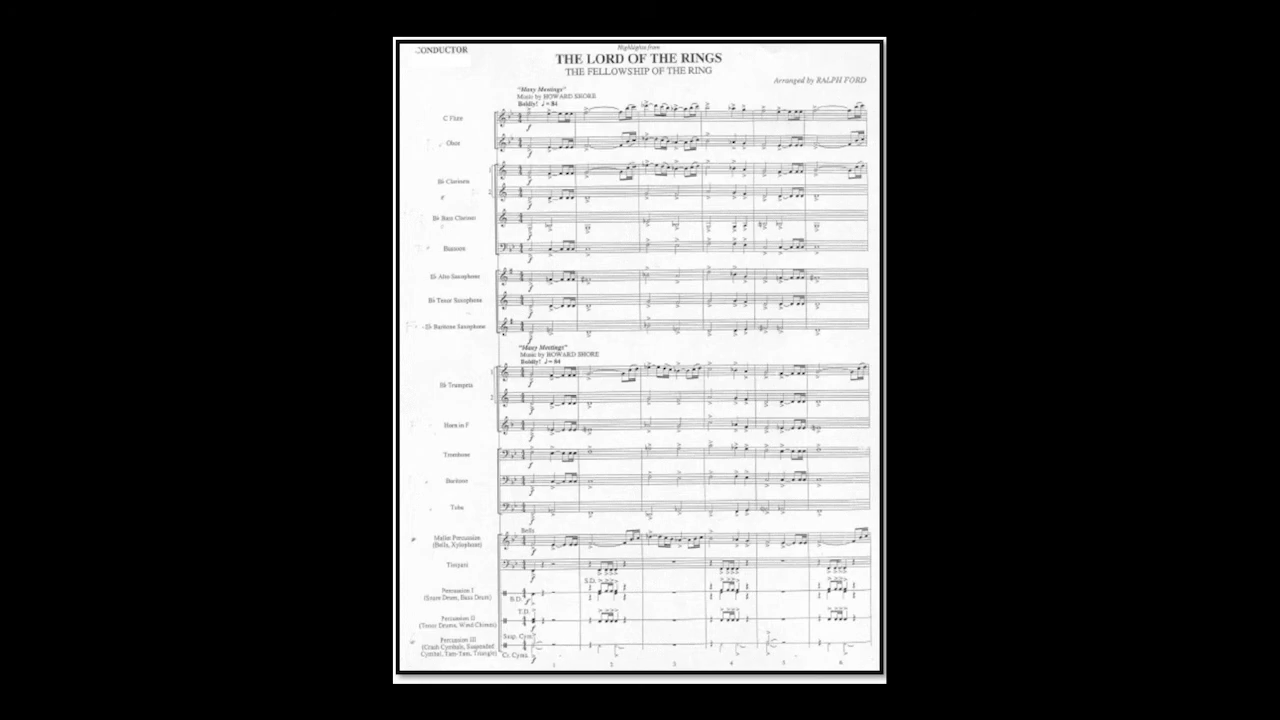 CONDUCTOR
Highlights from
THE LORD OF THE RINGS
THE FELLOWSHIP OF THE RING
Arranged by RALPH FORD
"Many Meetings"
Music by HOWARD SHORE
Boldly! ♩= 84
C Flute
Oboe
B♭ Clarinets
1
2
B♭ Bass Clarinet
Bassoon
E♭ Alto Saxophone
B♭ Tenor Saxophone
E♭ Baritone Saxophone
"Many Meetings"
Music by HOWARD SHORE
Boldly! ♩= 84
B♭ Trumpets
1
2
Horn in F
Trombone
Baritone
Tuba
Bells
Mallet Percussion
(Bells, Xylophone)
Timpani
S.D.
Percussion I
(Snare Drum, Bass Drum)
B.D.
T.D.
Percussion II
(Tenor Drums, Wind Chimes)
Susp. Cym.
Percussion III
(Crash Cymbals, Suspended
Cymbal, Tam-Tam, Triangle)
Cr. Cyms.
1 2 3 4 5 6